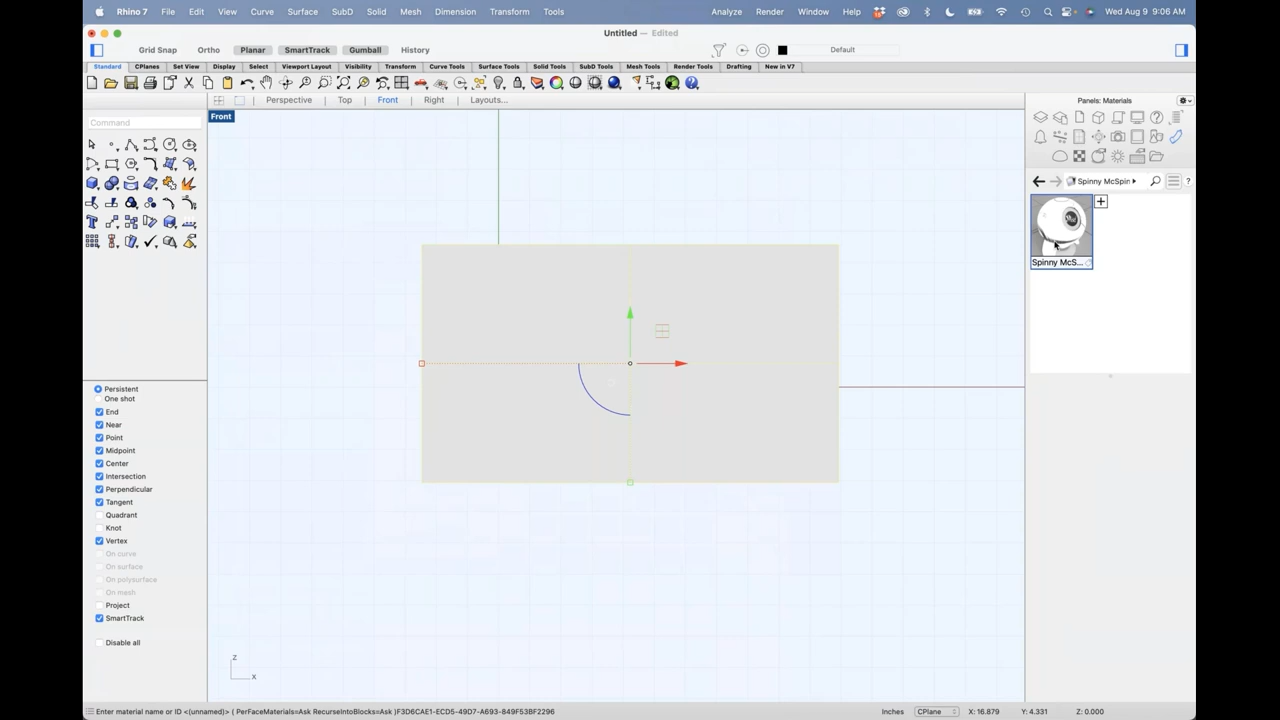 Rhino 7 File Edit View Curve Surface SubD Solid Mesh Dimension Transform Tools Analyze Render Window Help Wed Aug 9 9:06 AM
Untitled — Edited
Grid Snap Ortho Planar SmartTrack Gumball History Default
Standard CPlanes Set View Display Select Viewport Layout Visibility Transform Curve Tools Surface Tools Solid Tools SubD Tools Mesh Tools Render Tools Drafting New in V7
Perspective Top Front Right Layouts...
Panels: Materials
Front
Command
Spinny McSpin
Spinny McS...
Persistent
One shot
End
Near
Point
Midpoint
Center
Intersection
Perpendicular
Tangent
Quadrant
Knot
Vertex
On curve
On surface
On polysurface
On mesh
Project
SmartTrack
Disable all
z
x
Enter material name or ID <(unnamed)> ( PerFaceMaterials=Ask RecurseIntoBlocks=Ask )F3D6CAE1-ECD5-49D7-A693-849F53BF2296 Inches CPlane X: 16.879 Y: 4.331 Z: 0.000